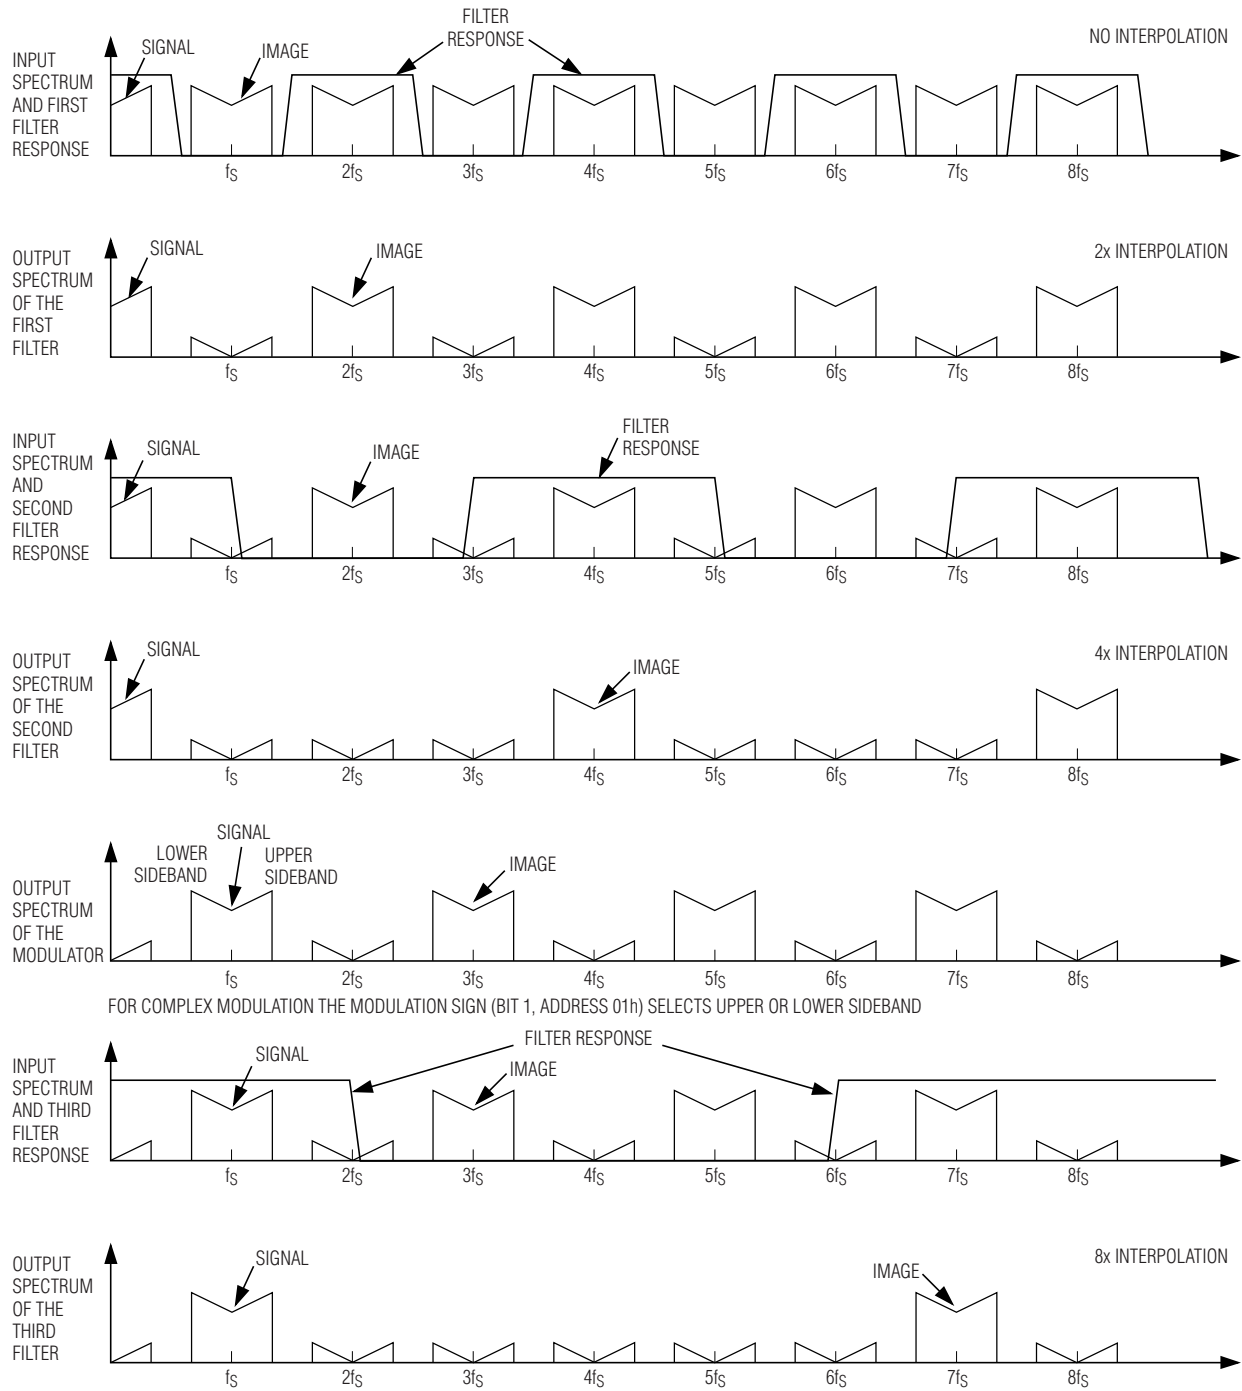 FILTER
RESPONSE
NO INTERPOLATION
SIGNAL
IMAGE
INPUT
SPECTRUM
AND FIRST
FILTER
RESPONSE
fS 2fS 3fS 4fS 5fS 6fS 7fS 8fS
SIGNAL
IMAGE
2x INTERPOLATION
OUTPUT
SPECTRUM
OF THE
FIRST
FILTER
fS 2fS 3fS 4fS 5fS 6fS 7fS 8fS
FILTER
RESPONSE
SIGNAL
IMAGE
INPUT
SPECTRUM
AND
SECOND
FILTER
RESPONSE
fS 2fS 3fS 4fS 5fS 6fS 7fS 8fS
SIGNAL
IMAGE
4x INTERPOLATION
OUTPUT
SPECTRUM
OF THE
SECOND
FILTER
fS 2fS 3fS 4fS 5fS 6fS 7fS 8fS
SIGNAL
LOWER
SIDEBAND
UPPER
SIDEBAND
IMAGE
OUTPUT
SPECTRUM
OF THE
MODULATOR
fS 2fS 3fS 4fS 5fS 6fS 7fS 8fS
FOR COMPLEX MODULATION THE MODULATION SIGN (BIT 1, ADDRESS 01h) SELECTS UPPER OR LOWER SIDEBAND
FILTER RESPONSE
SIGNAL
IMAGE
INPUT
SPECTRUM
AND THIRD
FILTER
RESPONSE
fS 2fS 3fS 4fS 5fS 6fS 7fS 8fS
SIGNAL
IMAGE
8x INTERPOLATION
OUTPUT
SPECTRUM
OF THE
THIRD
FILTER
fS 2fS 3fS 4fS 5fS 6fS 7fS 8fS